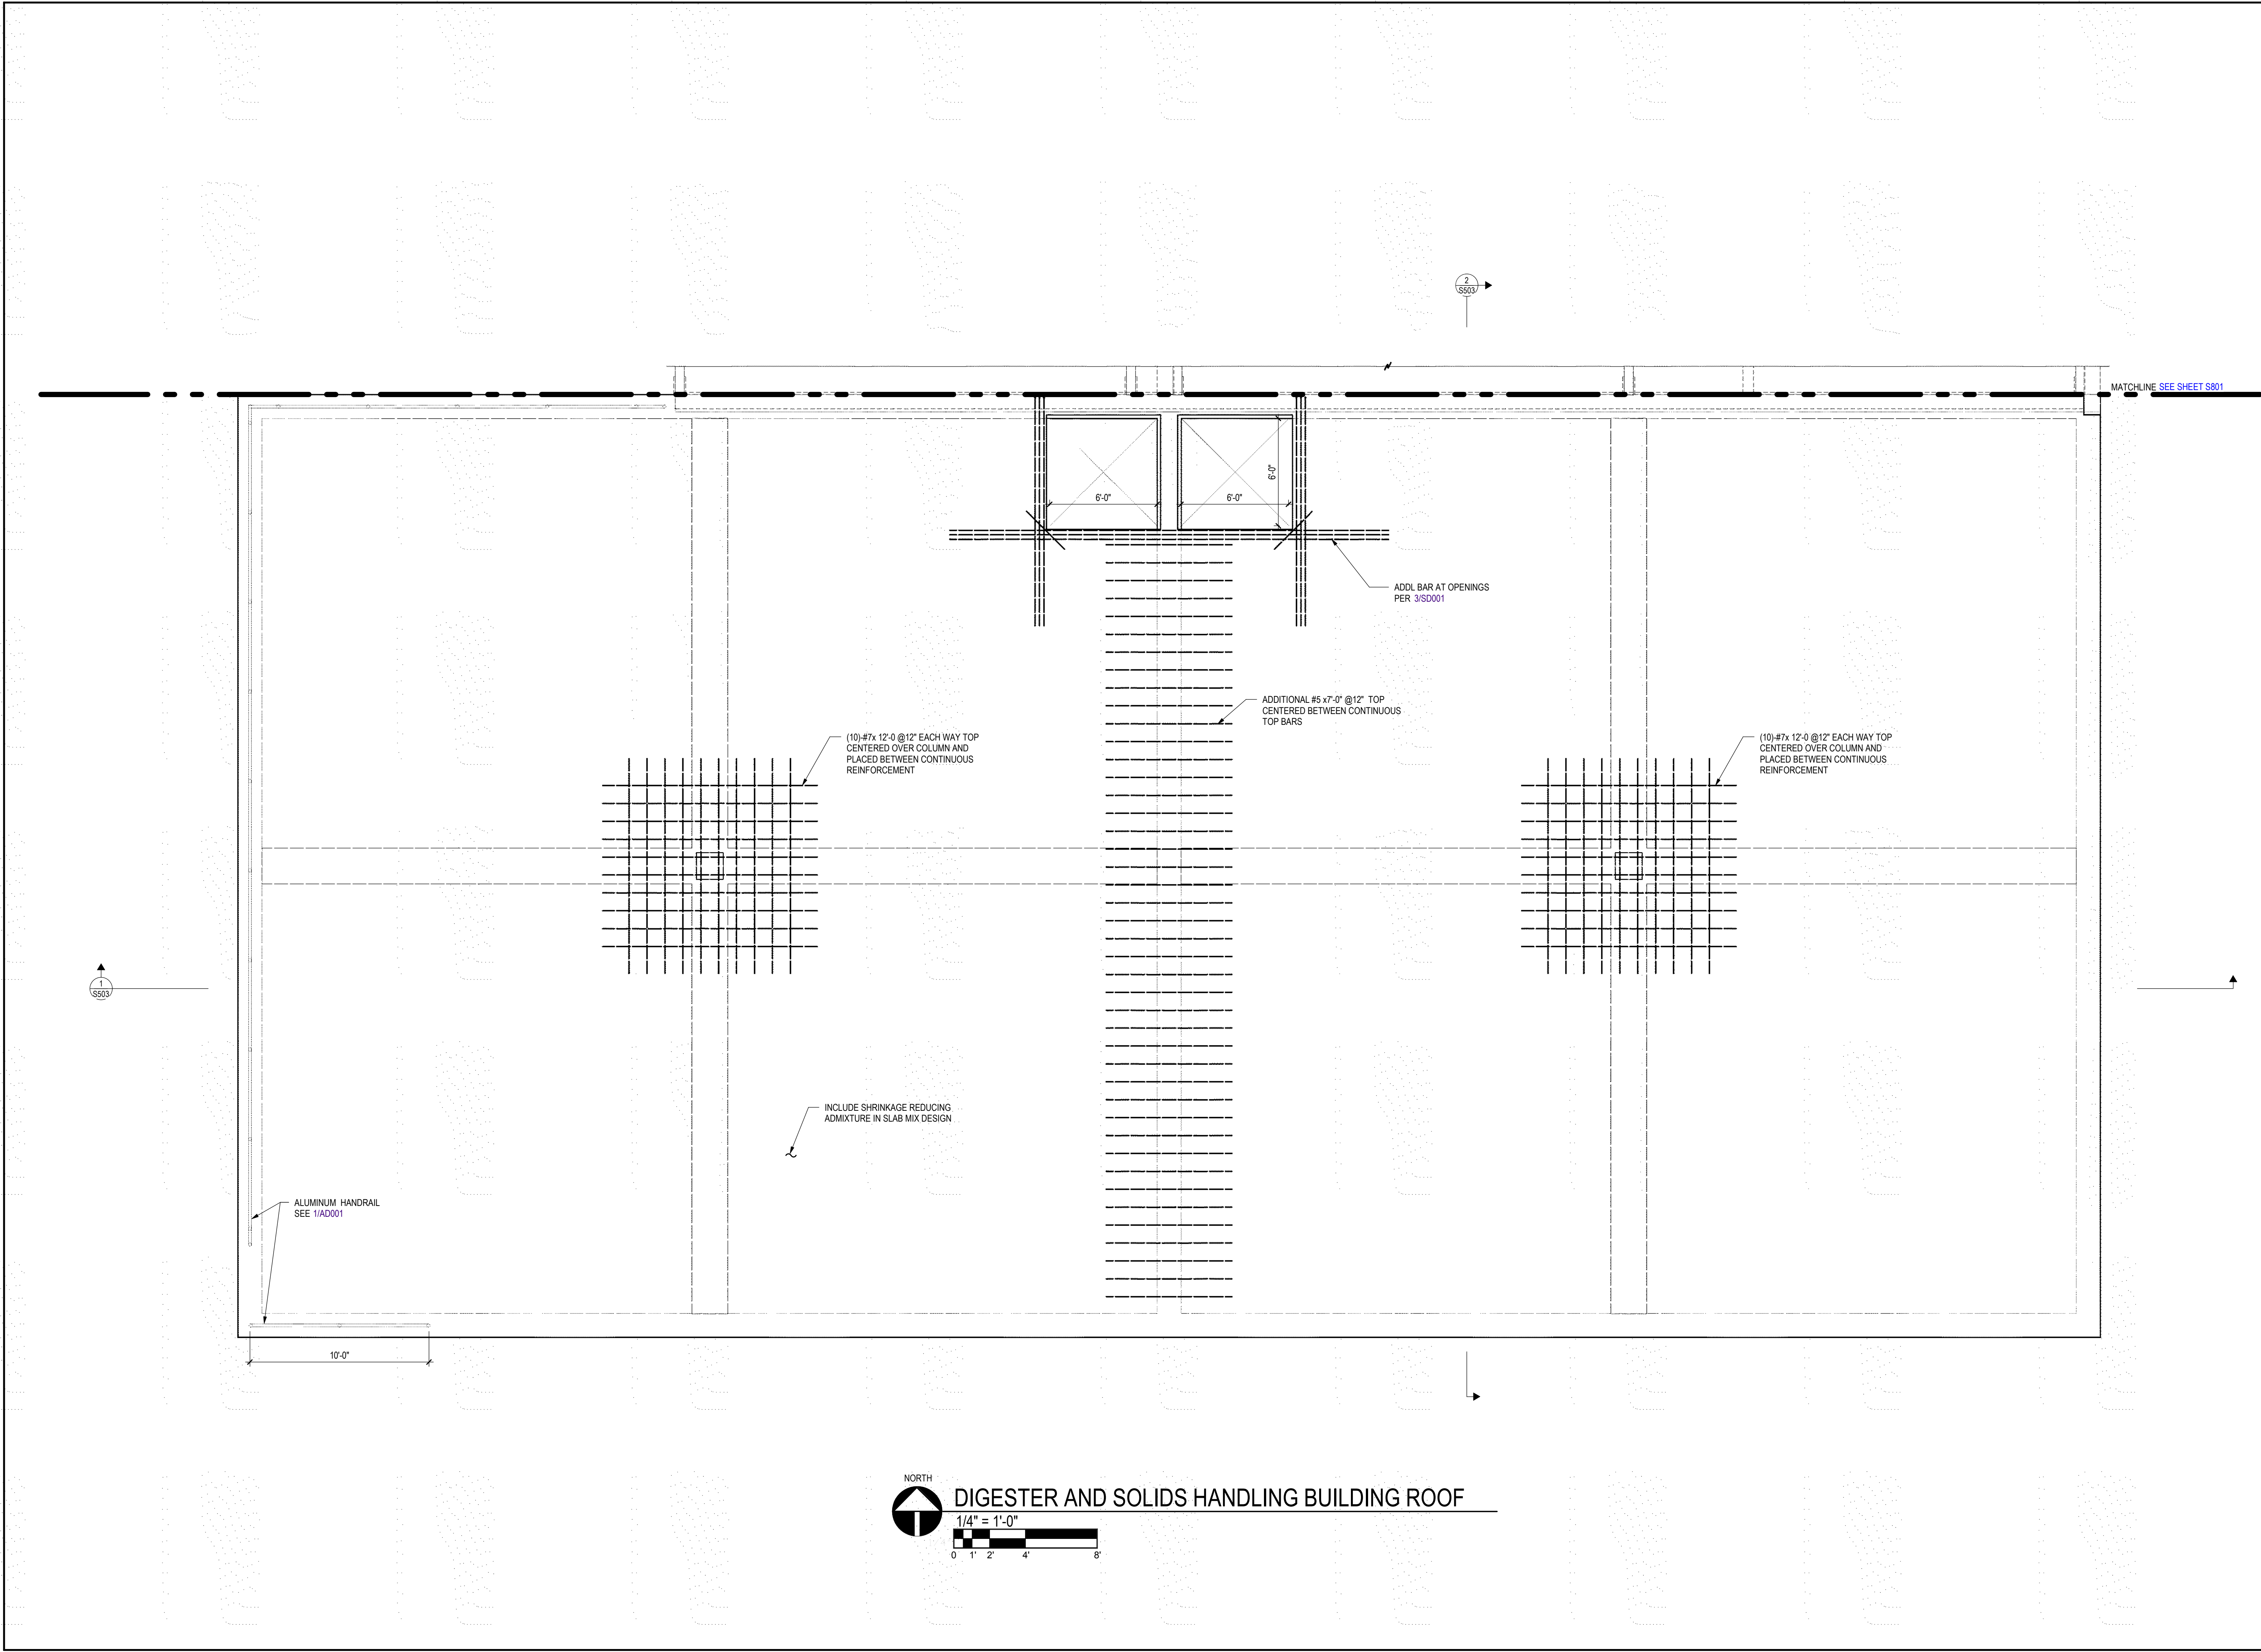 2
S503
MATCHLINE SEE SHEET S801
6'-0"
6'-0"
6'-0"
ADDL BAR AT OPENINGS
PER 3/SD001
ADDITIONAL #5 x7'-0" @12" TOP
CENTERED BETWEEN CONTINUOUS
TOP BARS
(10)-#7x 12'-0 @12" EACH WAY TOP
CENTERED OVER COLUMN AND
PLACED BETWEEN CONTINUOUS
REINFORCEMENT
(10)-#7x 12'-0 @12" EACH WAY TOP
CENTERED OVER COLUMN AND
PLACED BETWEEN CONTINUOUS
REINFORCEMENT
1
S503
INCLUDE SHRINKAGE REDUCING
ADMIXTURE IN SLAB MIX DESIGN
ALUMINUM HANDRAIL
SEE 1/AD001
10'-0"
NORTH
DIGESTER AND SOLIDS HANDLING BUILDING ROOF
1/4" = 1'-0"
0 1' 2' 4' 8'